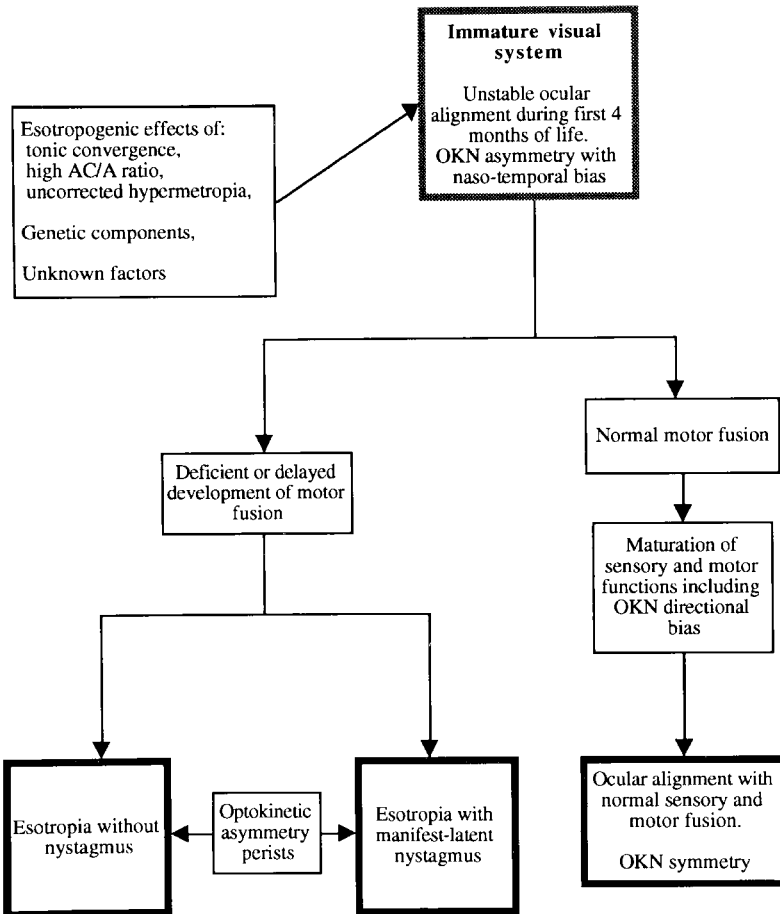 Immature visual
system
Unstable ocular
alignment during first 4
months of life.
OKN asymmetry with
naso-temporal bias
Esotropogenic effects of:
tonic convergence,
high AC/A ratio,
uncorrected hypermetropia,
Genetic components,
Unknown factors
Normal motor fusion
Deficient or delayed
development of motor
fusion
Maturation of
sensory and motor
functions including
OKN directional
bias
Esotropia without
nystagmus
Optokinetic
asymmetry
perists
Esotropia with
manifest-latent
nystagmus
Ocular alignment with
normal sensory and
motor fusion.
OKN symmetry